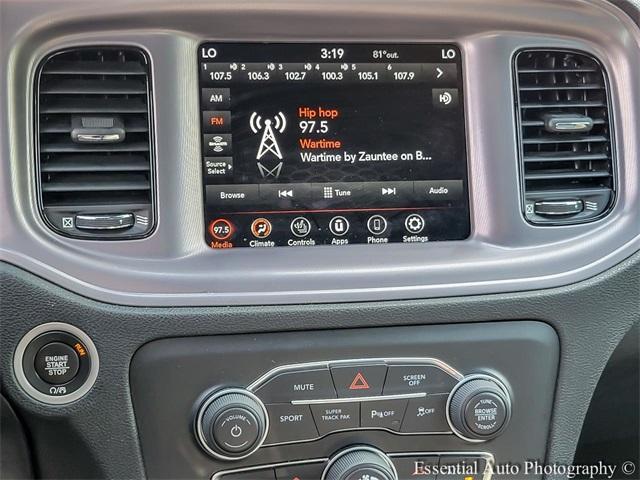 LO 3:19 81°out. LO
1 2 3 4 5 6
107.5 106.3 102.7 100.3 105.1 107.9
AM
FM
Hip hop
97.5
Wartime
Wartime by Zauntee on B...
SiriusXM
Source
Select
Browse Tune Audio
97.5
Media Climate Controls Apps Phone Settings
ENGINE
START
STOP
RUN
MUTE SCREEN
OFF
SPORT SUPER
TRACK PAK P OFF OFF
VOLUME
TUNE
BROWSE
ENTER
SCROLL
Essential Auto Photography (C)